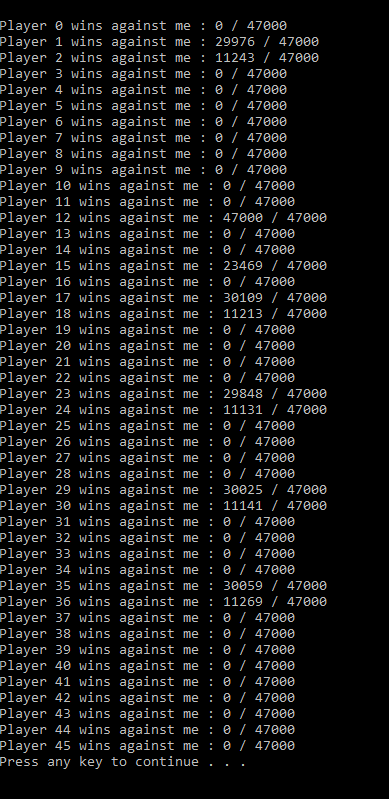 Player 0 wins against me : 0 / 47000
Player 1 wins against me : 29976 / 47000
Player 2 wins against me : 11243 / 47000
Player 3 wins against me : 0 / 47000
Player 4 wins against me : 0 / 47000
Player 5 wins against me : 0 / 47000
Player 6 wins against me : 0 / 47000
Player 7 wins against me : 0 / 47000
Player 8 wins against me : 0 / 47000
Player 9 wins against me : 0 / 47000
Player 10 wins against me : 0 / 47000
Player 11 wins against me : 0 / 47000
Player 12 wins against me : 47000 / 47000
Player 13 wins against me : 0 / 47000
Player 14 wins against me : 0 / 47000
Player 15 wins against me : 23469 / 47000
Player 16 wins against me : 0 / 47000
Player 17 wins against me : 30109 / 47000
Player 18 wins against me : 11213 / 47000
Player 19 wins against me : 0 / 47000
Player 20 wins against me : 0 / 47000
Player 21 wins against me : 0 / 47000
Player 22 wins against me : 0 / 47000
Player 23 wins against me : 29848 / 47000
Player 24 wins against me : 11131 / 47000
Player 25 wins against me : 0 / 47000
Player 26 wins against me : 0 / 47000
Player 27 wins against me : 0 / 47000
Player 28 wins against me : 0 / 47000
Player 29 wins against me : 30025 / 47000
Player 30 wins against me : 11141 / 47000
Player 31 wins against me : 0 / 47000
Player 32 wins against me : 0 / 47000
Player 33 wins against me : 0 / 47000
Player 34 wins against me : 0 / 47000
Player 35 wins against me : 30059 / 47000
Player 36 wins against me : 11269 / 47000
Player 37 wins against me : 0 / 47000
Player 38 wins against me : 0 / 47000
Player 39 wins against me : 0 / 47000
Player 40 wins against me : 0 / 47000
Player 41 wins against me : 0 / 47000
Player 42 wins against me : 0 / 47000
Player 43 wins against me : 0 / 47000
Player 44 wins against me : 0 / 47000
Player 45 wins against me : 0 / 47000
Press any key to continue . . .